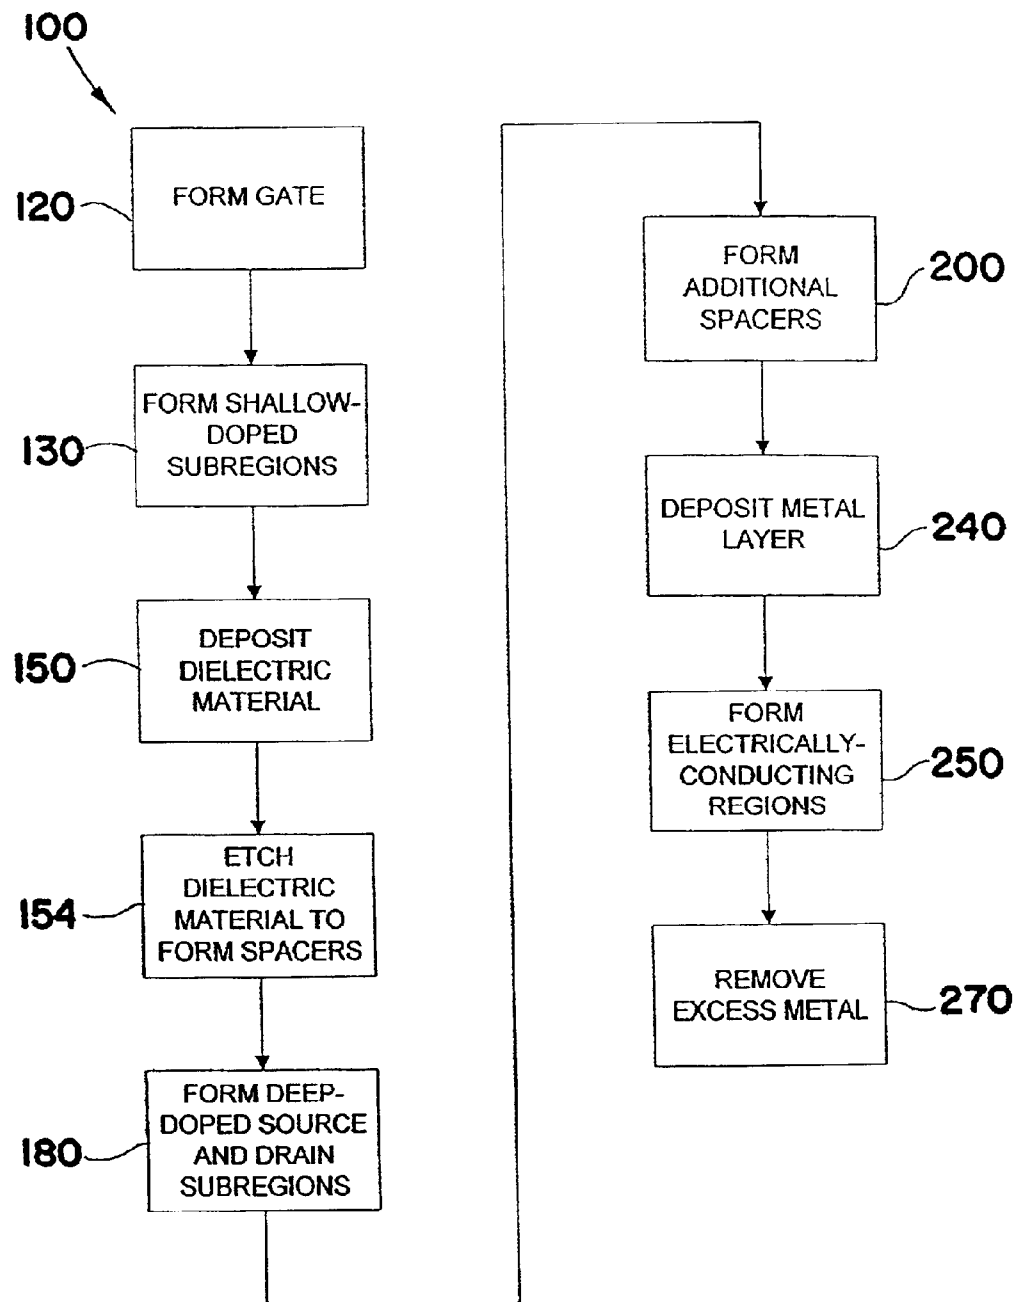 100
120
FORM GATE
130
FORM SHALLOW-
DOPED
SUBREGIONS
150
DEPOSIT
DIELECTRIC
MATERIAL
154
ETCH
DIELECTRIC
MATERIAL TO
FORM SPACERS
180
FORM DEEP-
DOPED SOURCE
AND DRAIN
SUBREGIONS
FORM
ADDITIONAL
SPACERS
200
DEPOSIT METAL
LAYER
240
FORM
ELECTRICALLY-
CONDUCTING
REGIONS
250
REMOVE
EXCESS METAL
270